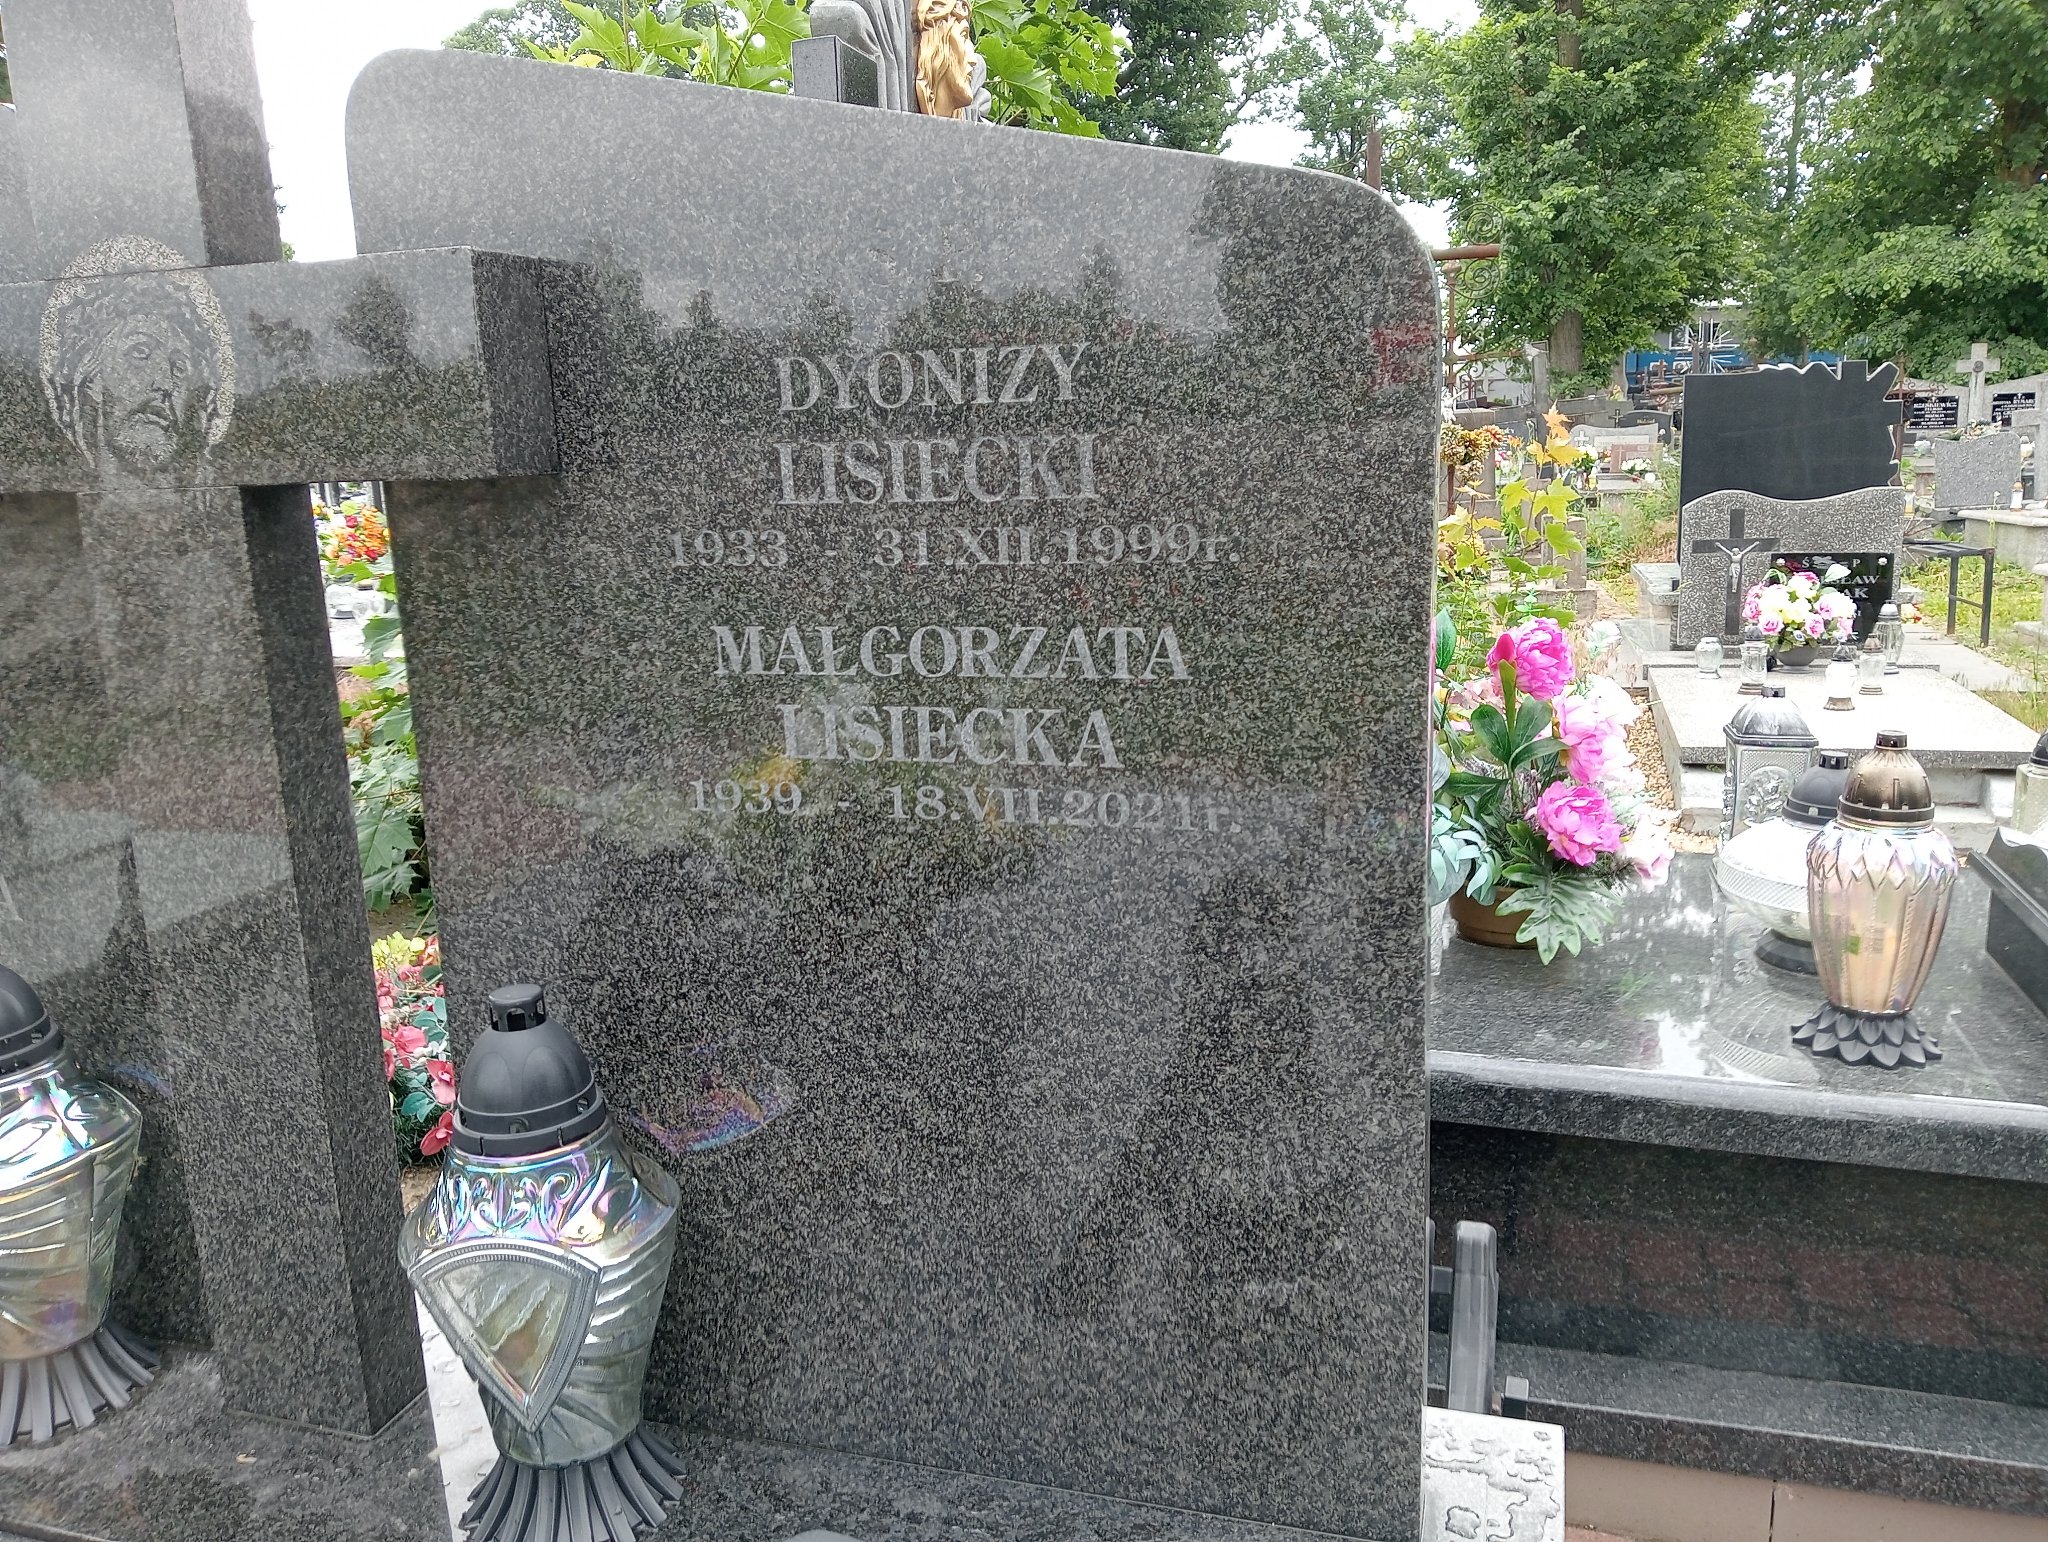 DYONIZY
LISIECKI
1933 - 31.XII.1999r.
MAŁGORZATA
LISIECKA
1939 - 18.VII.2021r.
Ś P